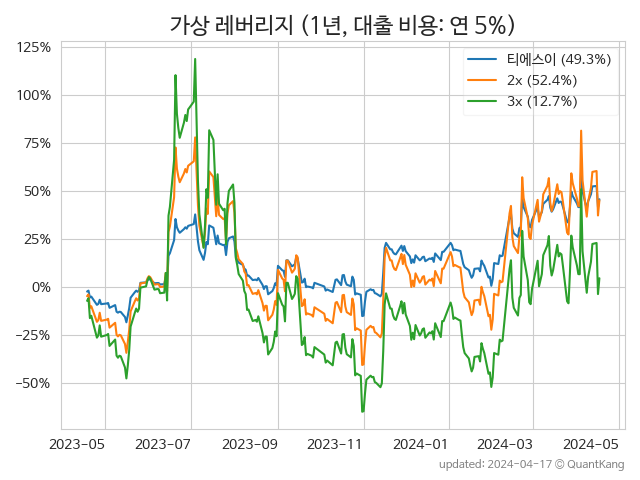 가상 레버리지 (1년, 대출 비용: 연 5%)
티에스이 (49.3%)
2x (52.4%)
3x (12.7%)
125%
100%
75%
50%
25%
0%
−25%
−50%
2023-05 2023-07 2023-09 2023-11 2024-01 2024-03 2024-05
updated: 2024-04-17 © QuantKang